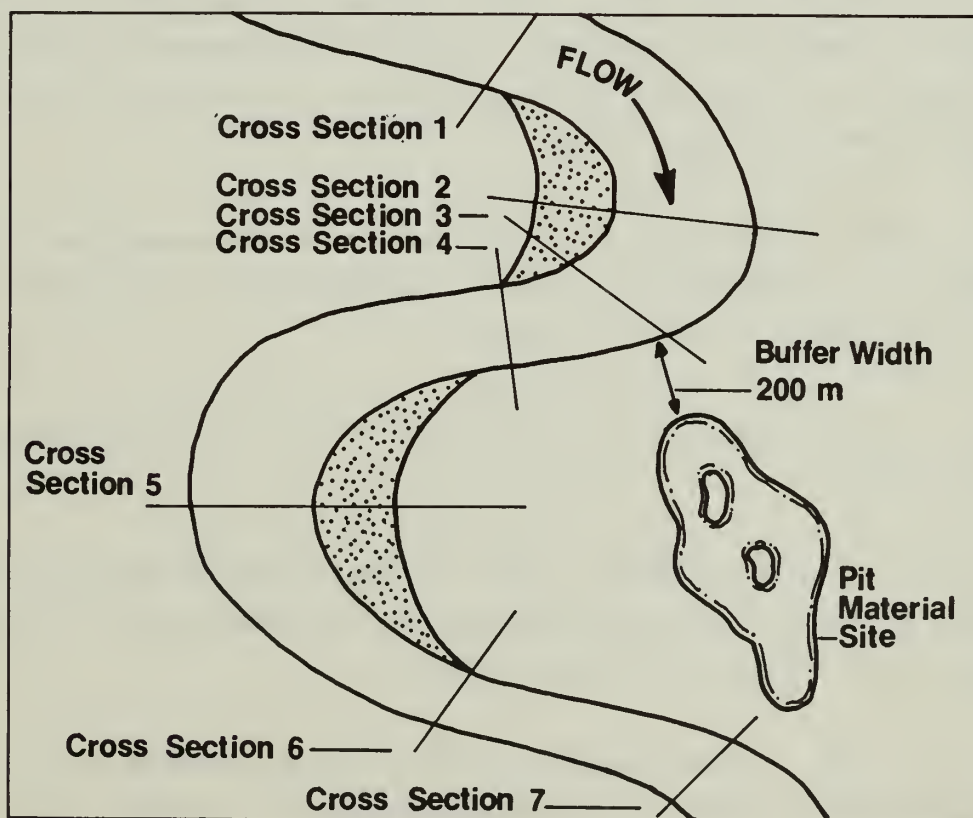 FLOW
Cross Section 1
Cross Section 2
Cross Section 3
Cross Section 4
Buffer Width
200 m
Cross
Section 5
Pit
Material
Site
Cross Section 6
Cross Section 7